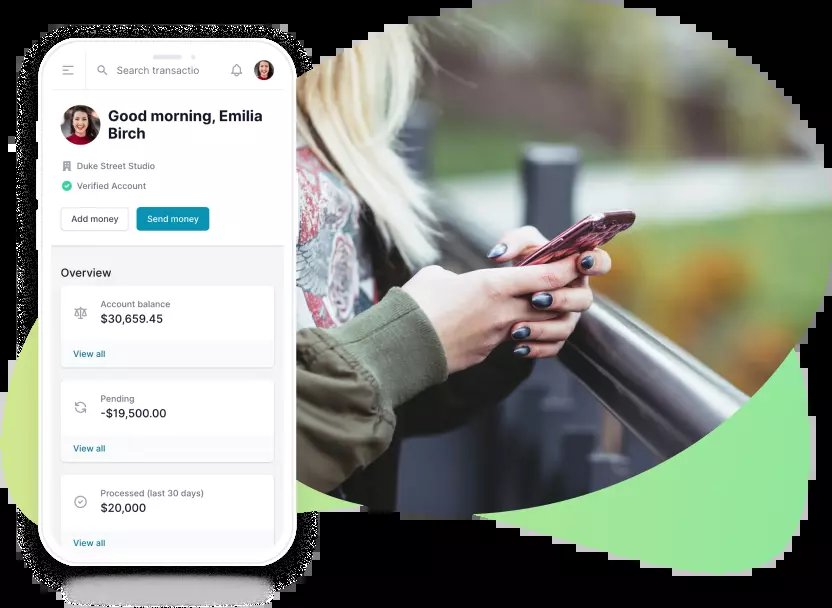 Search transactio
Good morning, Emilia
Birch
Duke Street Studio
Verified Account
Add money Send money
Overview
Account balance
$30,659.45
View all
Pending
-$19,500.00
View all
Processed (last 30 days)
$20,000
View all